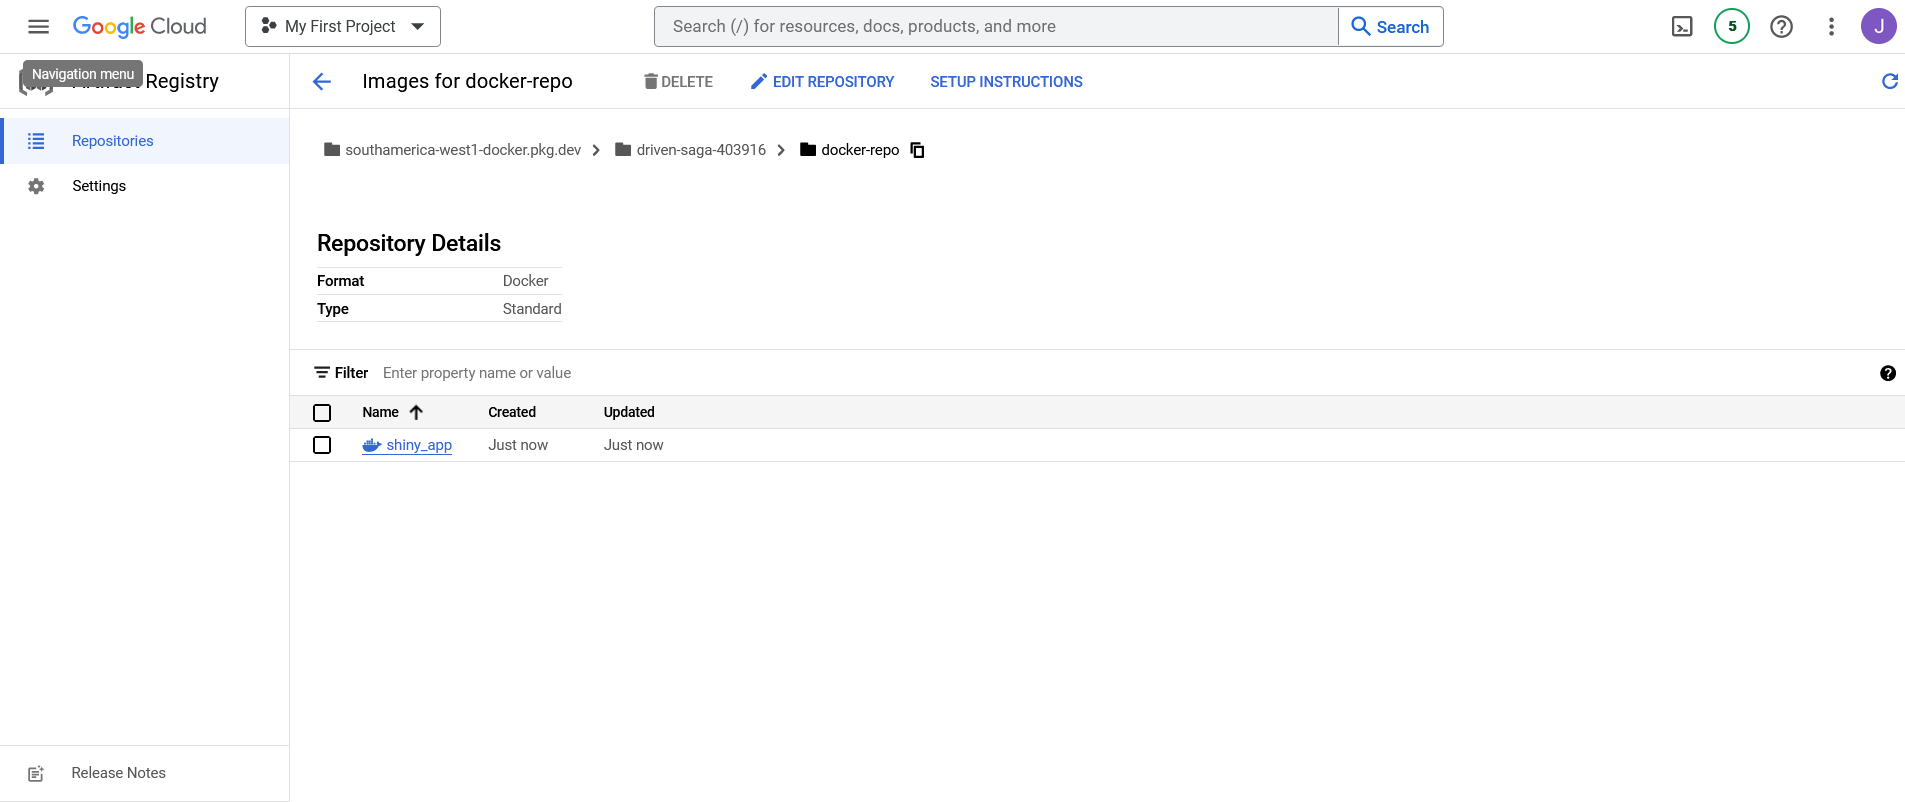 Google Cloud
My First Project
Search (/) for resources, docs, products, and more
Search
5
J
Navigation menu
Registry
Images for docker-repo
DELETE
EDIT REPOSITORY
SETUP INSTRUCTIONS
Repositories
Settings
southamerica-west1-docker.pkg.dev
driven-saga-403916
docker-repo
Repository Details
Format Docker
Type Standard
Filter Enter property name or value
Name Created Updated
shiny_app Just now Just now
Release Notes